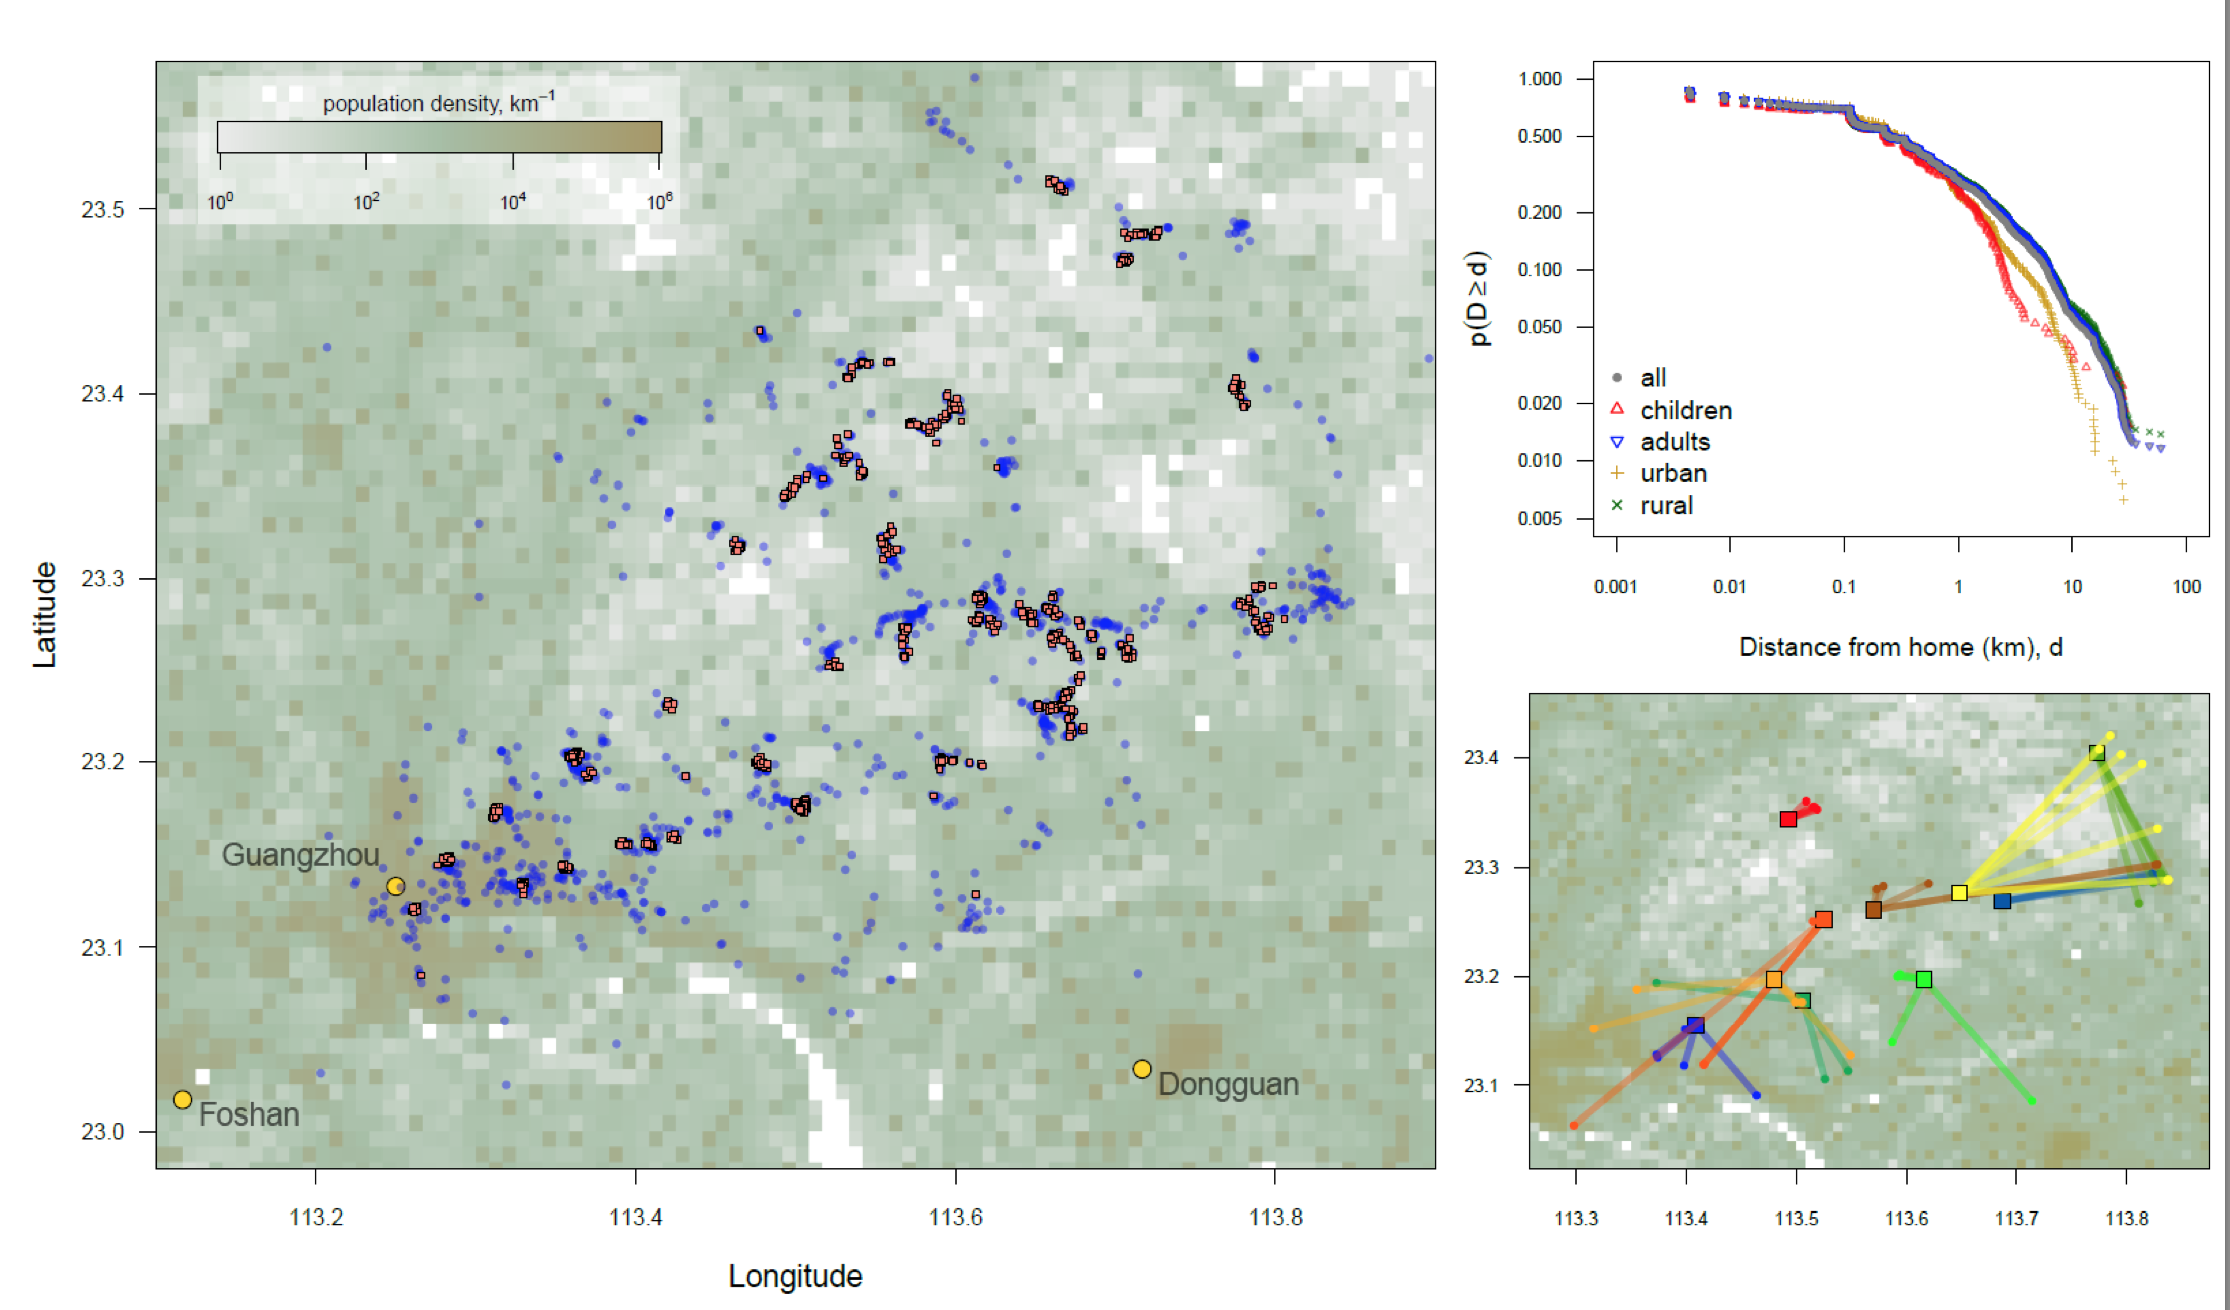 population density, km⁻¹
10⁰ 10² 10⁴ 10⁶
23.5
23.4
23.3
23.2
23.1
23.0
Latitude
Guangzhou
Foshan
Dongguan
113.2 113.4 113.6 113.8
Longitude
1.000
0.500
0.200
0.100
0.050
0.020
0.010
0.005
p(D ≥ d)
all
children
adults
urban
rural
0.001 0.01 0.1 1 10 100
Distance from home (km), d
23.4
23.3
23.2
23.1
113.3 113.4 113.5 113.6 113.7 113.8